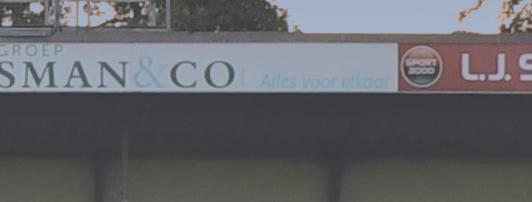 GROEP
SMAN&CO
Alles voor elkaar
SPORT
2000
L.J. S